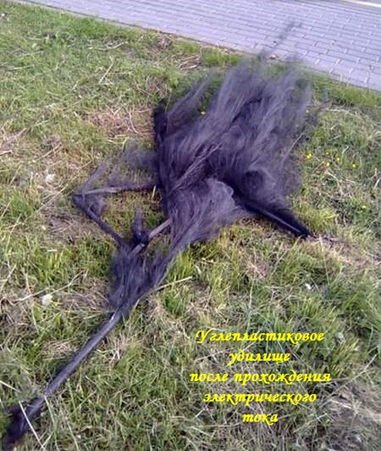 Углепластиковое
удилище
после прохождения
электрического
тока